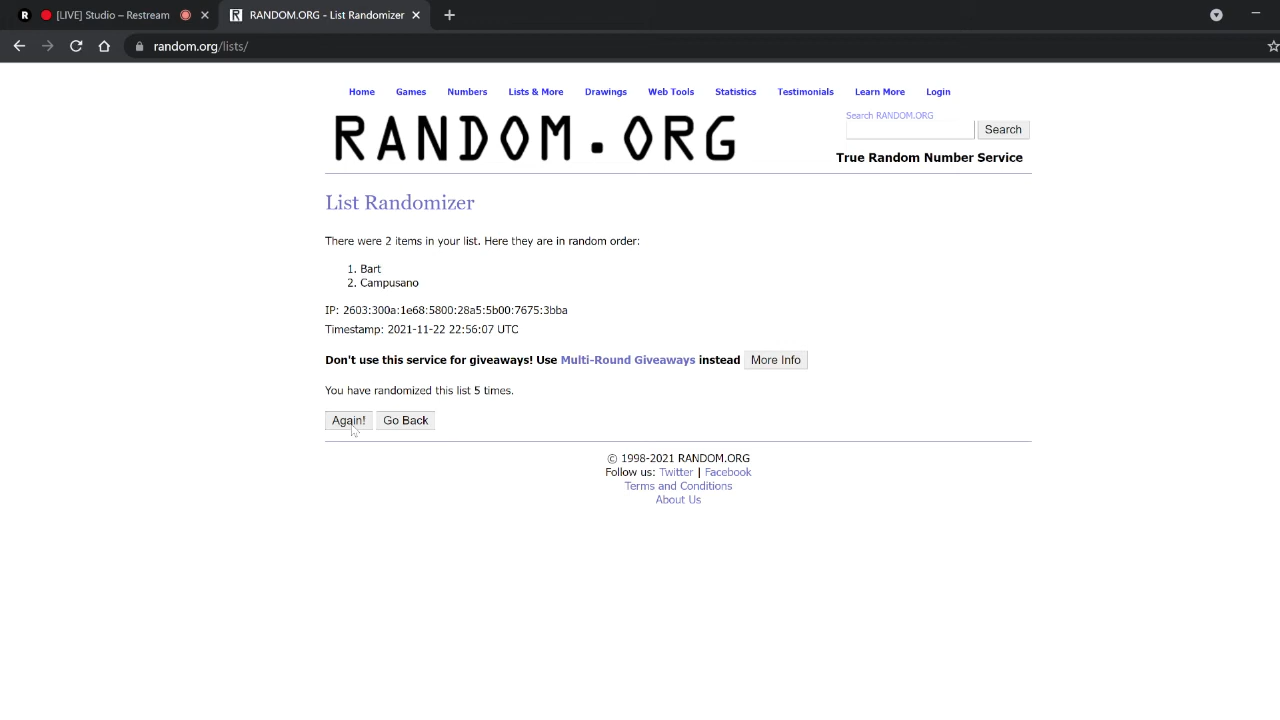 [LIVE] Studio – Restream
RANDOM.ORG - List Randomizer
random.org/lists/
Home Games Numbers Lists & More Drawings Web Tools Statistics Testimonials Learn More Login
RANDOM.ORG
Search RANDOM.ORG
Search
True Random Number Service
List Randomizer
There were 2 items in your list. Here they are in random order:
1. Bart
2. Campusano
IP: 2603:300a:1e68:5800:28a5:5b00:7675:3bba
Timestamp: 2021-11-22 22:56:07 UTC
Don't use this service for giveaways! Use Multi-Round Giveaways instead More Info
You have randomized this list 5 times.
Again! Go Back
© 1998-2021 RANDOM.ORG
Follow us: Twitter | Facebook
Terms and Conditions
About Us